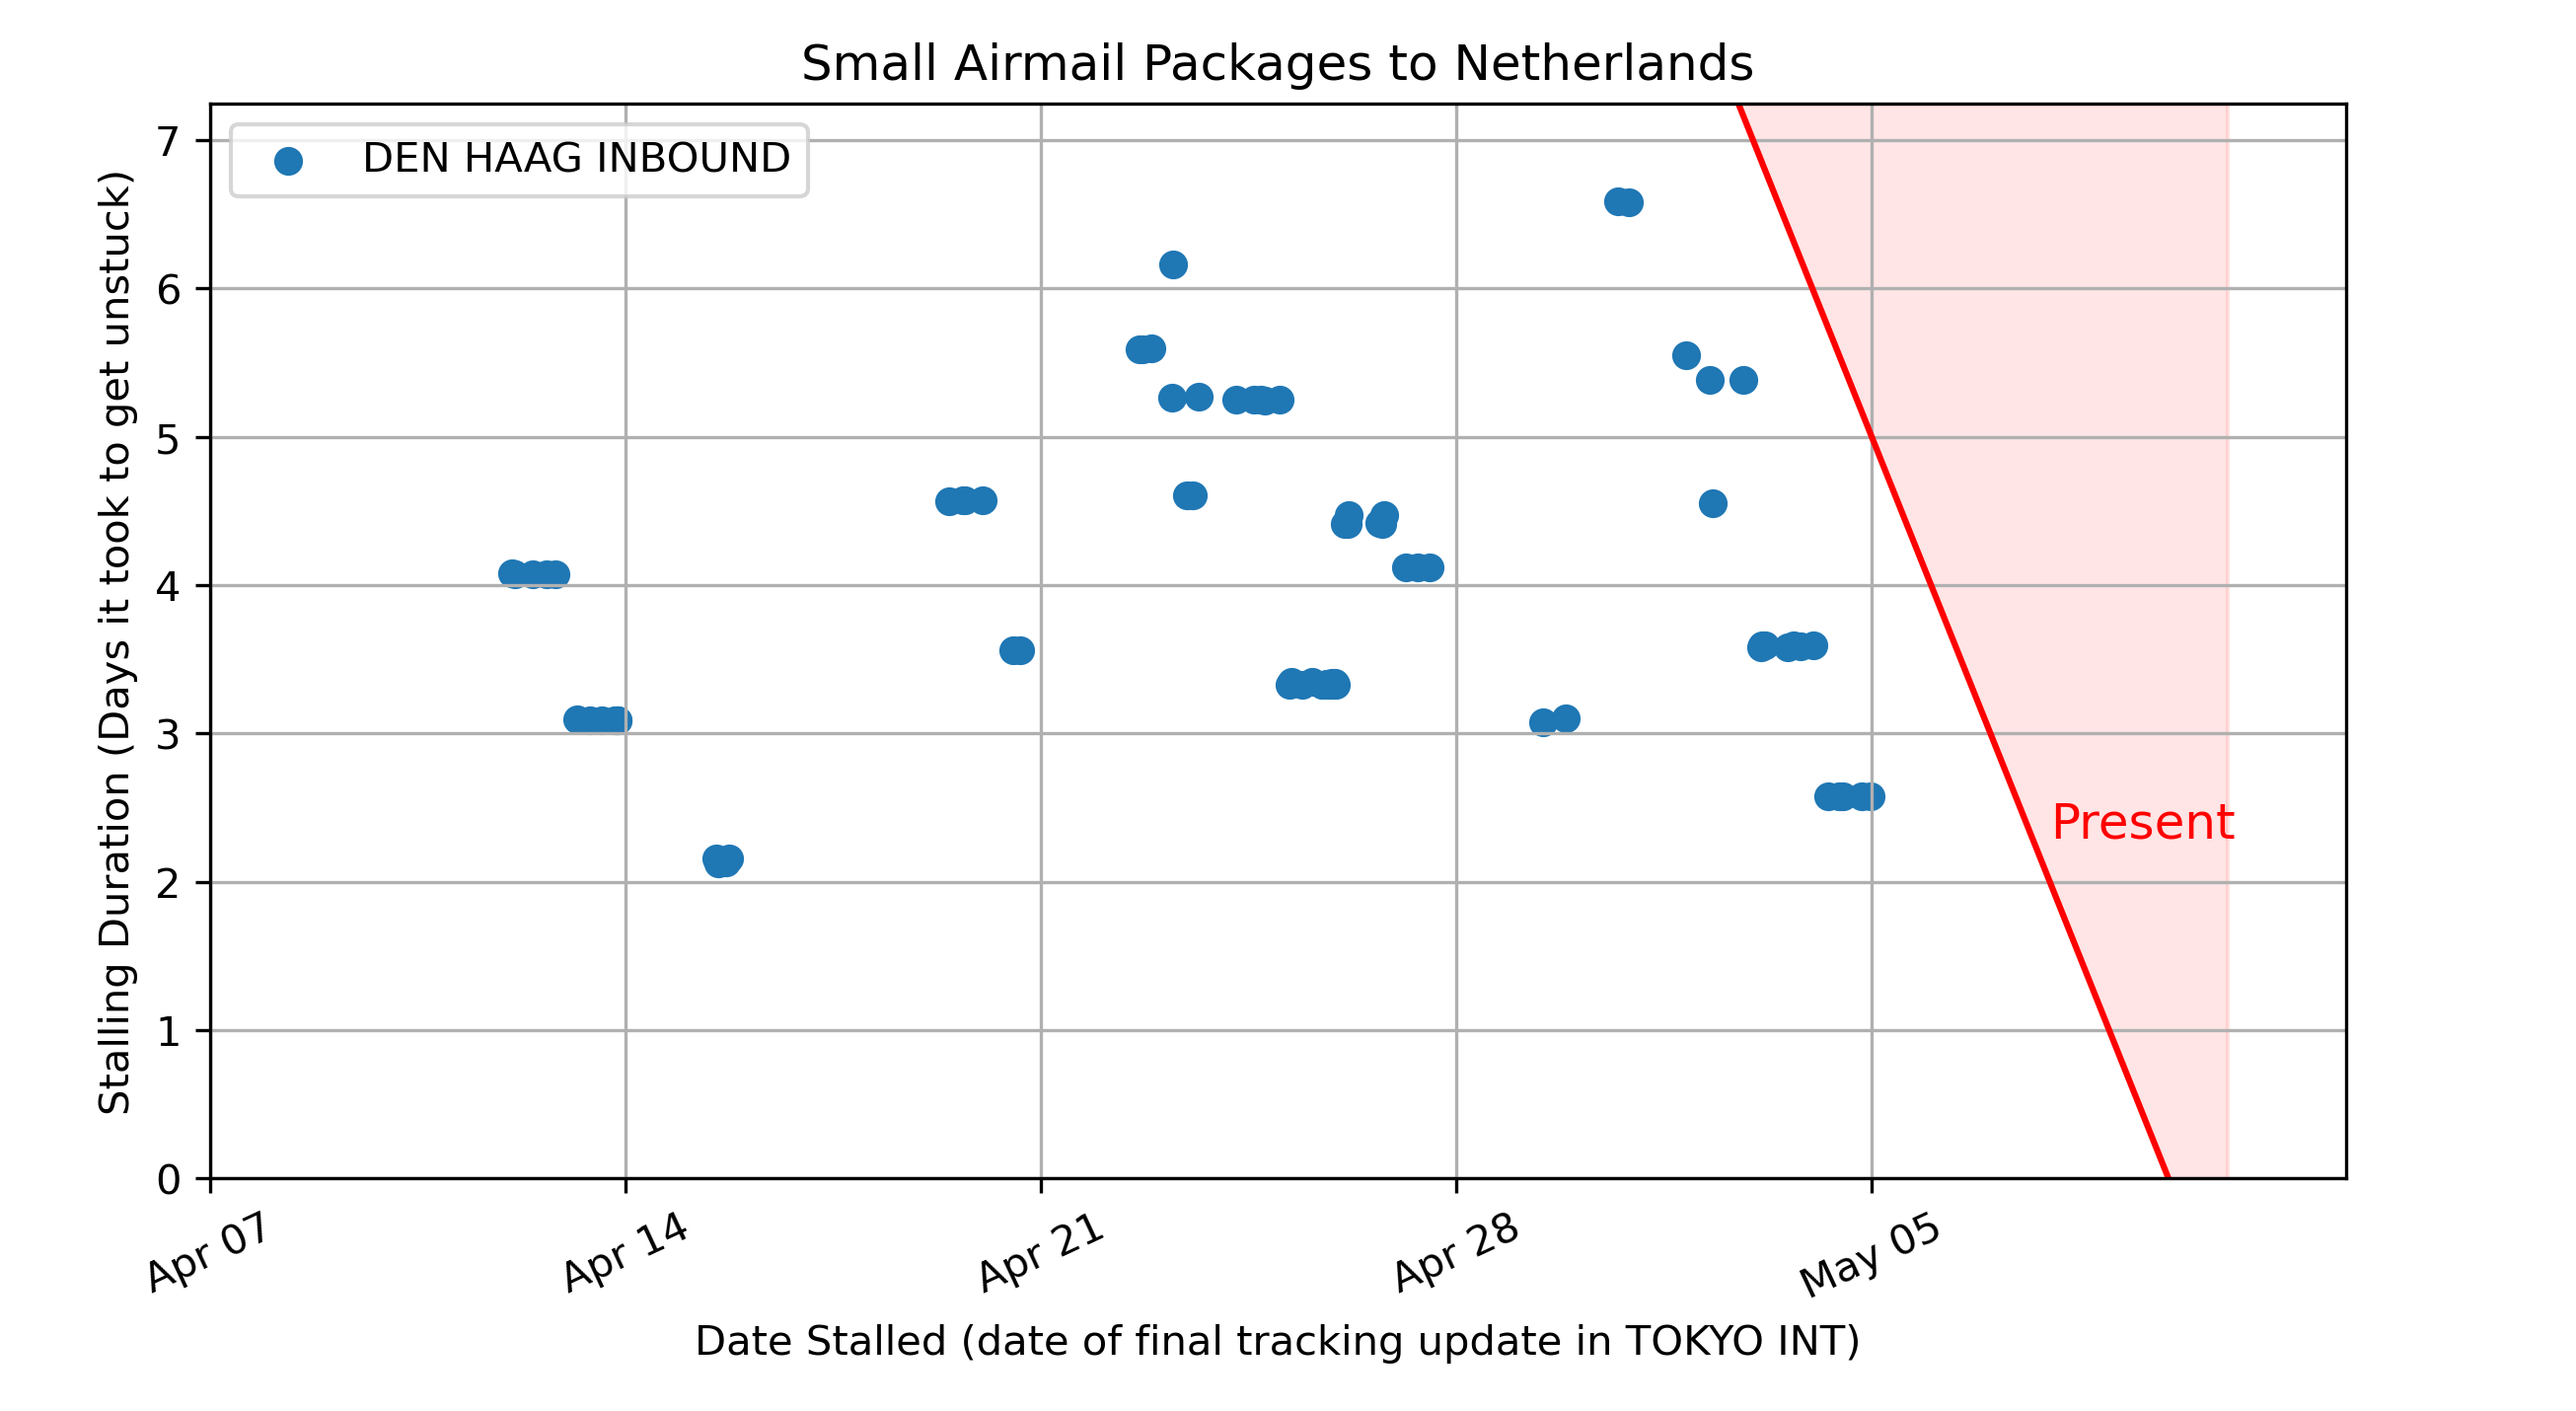 Small Airmail Packages to Netherlands
DEN HAAG INBOUND
Stalling Duration (Days it took to get unstuck)
7
6
5
4
3
2
1
0
Present
Apr 07
Apr 14
Apr 21
Apr 28
May 05
Date Stalled (date of final tracking update in TOKYO INT)